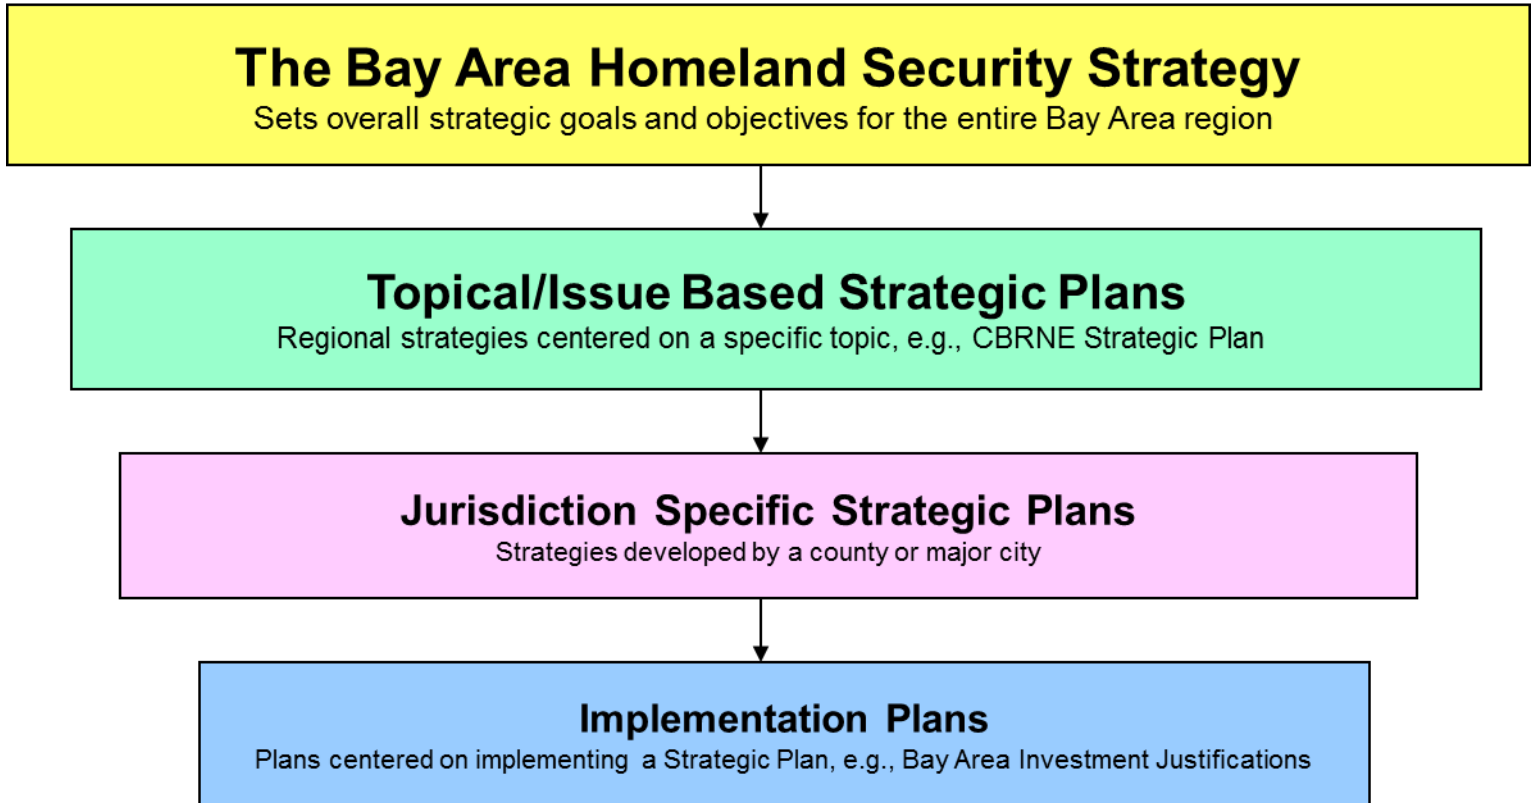 The Bay Area Homeland Security Strategy
Sets overall strategic goals and objectives for the entire Bay Area region
Topical/Issue Based Strategic Plans
Regional strategies centered on a specific topic, e.g., CBRNE Strategic Plan
Jurisdiction Specific Strategic Plans
Strategies developed by a county or major city
Implementation Plans
Plans centered on implementing a Strategic Plan, e.g., Bay Area Investment Justifications